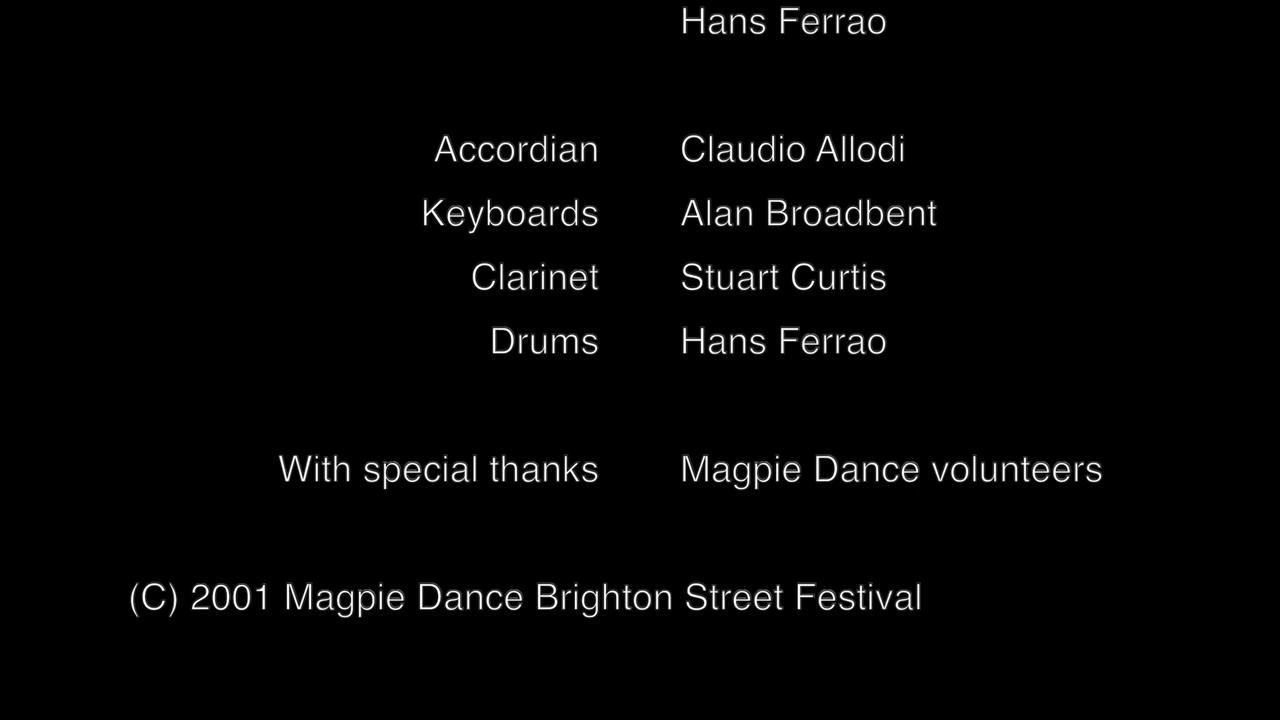 Hans Ferrao
Accordian Claudio Allodi
Keyboards Alan Broadbent
Clarinet Stuart Curtis
Drums Hans Ferrao
With special thanks Magpie Dance volunteers
(C) 2001 Magpie Dance Brighton Street Festival